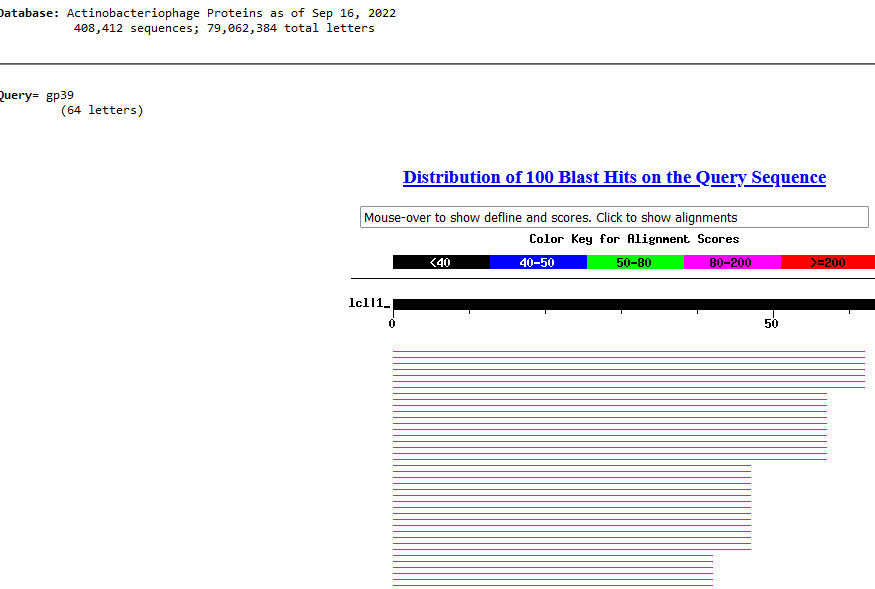 Database: Actinobacteriophage Proteins as of Sep 16, 2022
408,412 sequences; 79,062,384 total letters
Query= gp39
(64 letters)
Distribution of 100 Blast Hits on the Query Sequence
Mouse-over to show defline and scores. Click to show alignments
Color Key for Alignment Scores
<40 40-50 50-80 80-200 >=200
lcl|1_
0 50